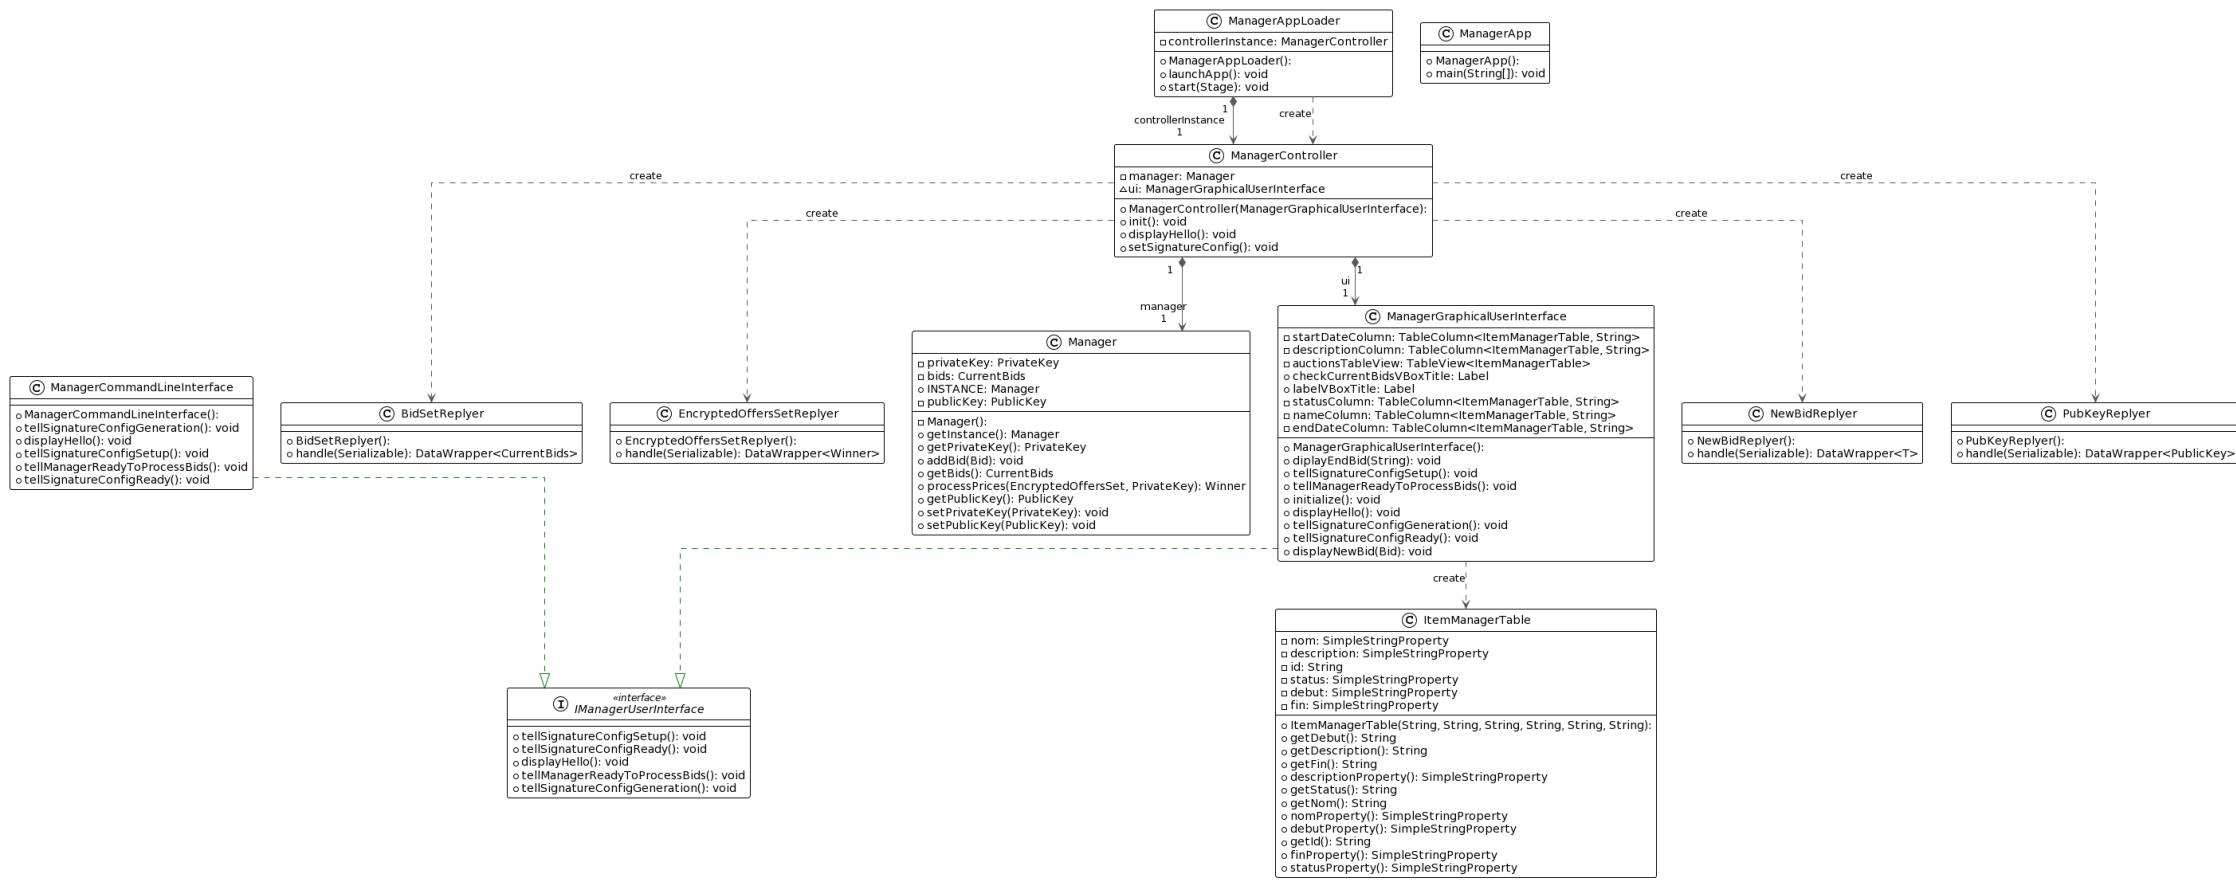 ManagerAppLoader
controllerInstance: ManagerController
ManagerAppLoader():
launchApp(): void
start(Stage): void
ManagerApp
ManagerApp():
main(String[]): void
1
controllerInstance
1
create
ManagerController
manager: Manager
~ui: ManagerGraphicalUserInterface
ManagerController(ManagerGraphicalUserInterface):
init(): void
displayHello(): void
setSignatureConfig(): void
create
create
create
create
1
manager
1
1
ui
1
ManagerCommandLineInterface
ManagerCommandLineInterface():
tellSignatureConfigGeneration(): void
displayHello(): void
tellSignatureConfigSetup(): void
tellManagerReadyToProcessBids(): void
tellSignatureConfigReady(): void
BidSetReplyer
BidSetReplyer():
handle(Serializable): DataWrapper<CurrentBids>
EncryptedOffersSetReplyer
EncryptedOffersSetReplyer():
handle(Serializable): DataWrapper<Winner>
Manager
privateKey: PrivateKey
bids: CurrentBids
INSTANCE: Manager
publicKey: PublicKey
Manager():
getInstance(): Manager
getPrivateKey(): PrivateKey
addBid(Bid): void
getBids(): CurrentBids
processPrices(EncryptedOffersSet, PrivateKey): Winner
getPublicKey(): PublicKey
setPrivateKey(PrivateKey): void
setPublicKey(PublicKey): void
ManagerGraphicalUserInterface
startDateColumn: TableColumn<ItemManagerTable, String>
descriptionColumn: TableColumn<ItemManagerTable, String>
auctionsTableView: TableView<ItemManagerTable>
checkCurrentBidsVBoxTitle: Label
labelVBoxTitle: Label
statusColumn: TableColumn<ItemManagerTable, String>
nameColumn: TableColumn<ItemManagerTable, String>
endDateColumn: TableColumn<ItemManagerTable, String>
ManagerGraphicalUserInterface():
diplayEndBid(String): void
tellSignatureConfigSetup(): void
tellManagerReadyToProcessBids(): void
initialize(): void
displayHello(): void
tellSignatureConfigGeneration(): void
tellSignatureConfigReady(): void
displayNewBid(Bid): void
NewBidReplyer
NewBidReplyer():
handle(Serializable): DataWrapper<T>
PubKeyReplyer
PubKeyReplyer():
handle(Serializable): DataWrapper<PublicKey>
create
«interface»
IManagerUserInterface
tellSignatureConfigSetup(): void
tellSignatureConfigReady(): void
displayHello(): void
tellManagerReadyToProcessBids(): void
tellSignatureConfigGeneration(): void
ItemManagerTable
nom: SimpleStringProperty
description: SimpleStringProperty
id: String
status: SimpleStringProperty
debut: SimpleStringProperty
fin: SimpleStringProperty
ItemManagerTable(String, String, String, String, String, String):
getDebut(): String
getDescription(): String
getFin(): String
descriptionProperty(): SimpleStringProperty
getStatus(): String
getNom(): String
nomProperty(): SimpleStringProperty
debutProperty(): SimpleStringProperty
getId(): String
finProperty(): SimpleStringProperty
statusProperty(): SimpleStringProperty